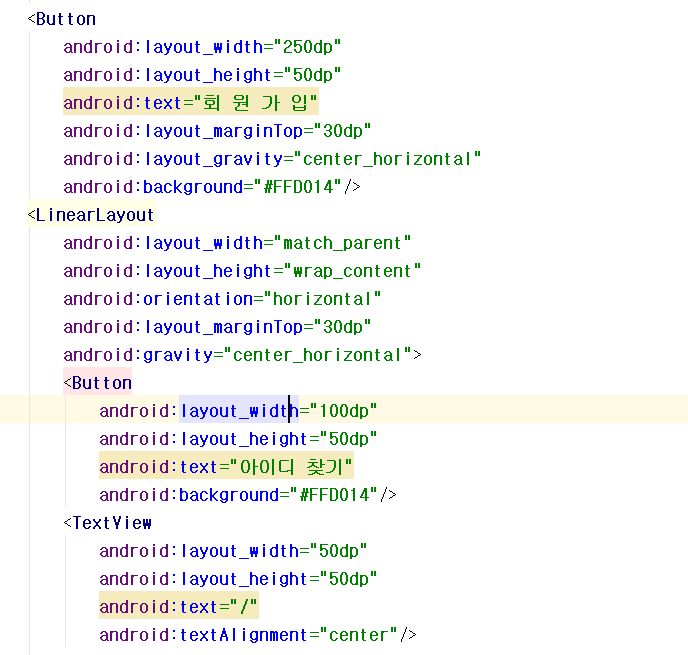 <Button
android:layout_width="250dp"
android:layout_height="50dp"
android:text="회 원 가 입"
android:layout_marginTop="30dp"
android:layout_gravity="center_horizontal"
android:background="#FFD014"/>
<LinearLayout
android:layout_width="match_parent"
android:layout_height="wrap_content"
android:orientation="horizontal"
android:layout_marginTop="30dp"
android:gravity="center_horizontal">
<Button
android:layout_width="100dp"
android:layout_height="50dp"
android:text="아이디 찾기"
android:background="#FFD014"/>
<TextView
android:layout_width="50dp"
android:layout_height="50dp"
android:text="/"
android:textAlignment="center"/>